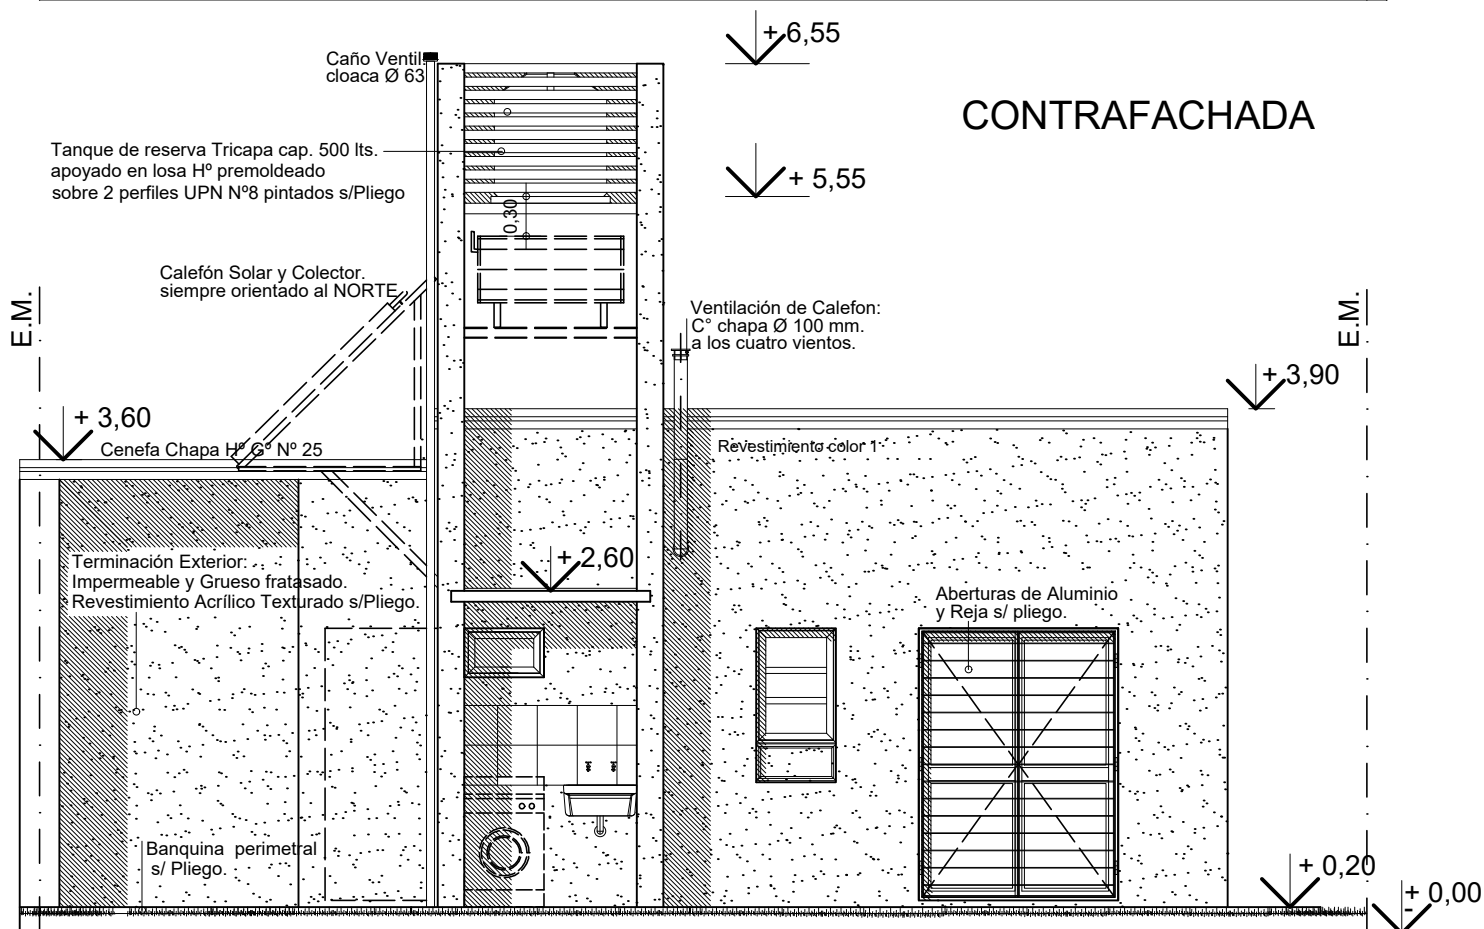 + 6,55
Caño Ventil.
cloaca Ø 63
CONTRAFACHADA
Tanque de reserva Tricapa cap. 500 lts.
apoyado en losa Hº premoldeado
sobre 2 perfiles UPN Nº8 pintados s/Pliego
+ 5,55
0,30
Calefón Solar y Colector.
siempre orientado al NORTE
E.M.
Ventilación de Calefon:
C° chapa Ø 100 mm.
a los cuatro vientos.
E.M.
+ 3,90
+ 3,60
Cenefa Chapa Hº Gº Nº 25
Revestimiento color 1
+ 2,60
Terminación Exterior:
Impermeable y Grueso fratasado.
Revestimiento Acrílico Texturado s/Pliego.
Aberturas de Aluminio
y Reja s/ pliego.
Banquina perimetral
s/ Pliego.
+ 0,20
+- 0,00